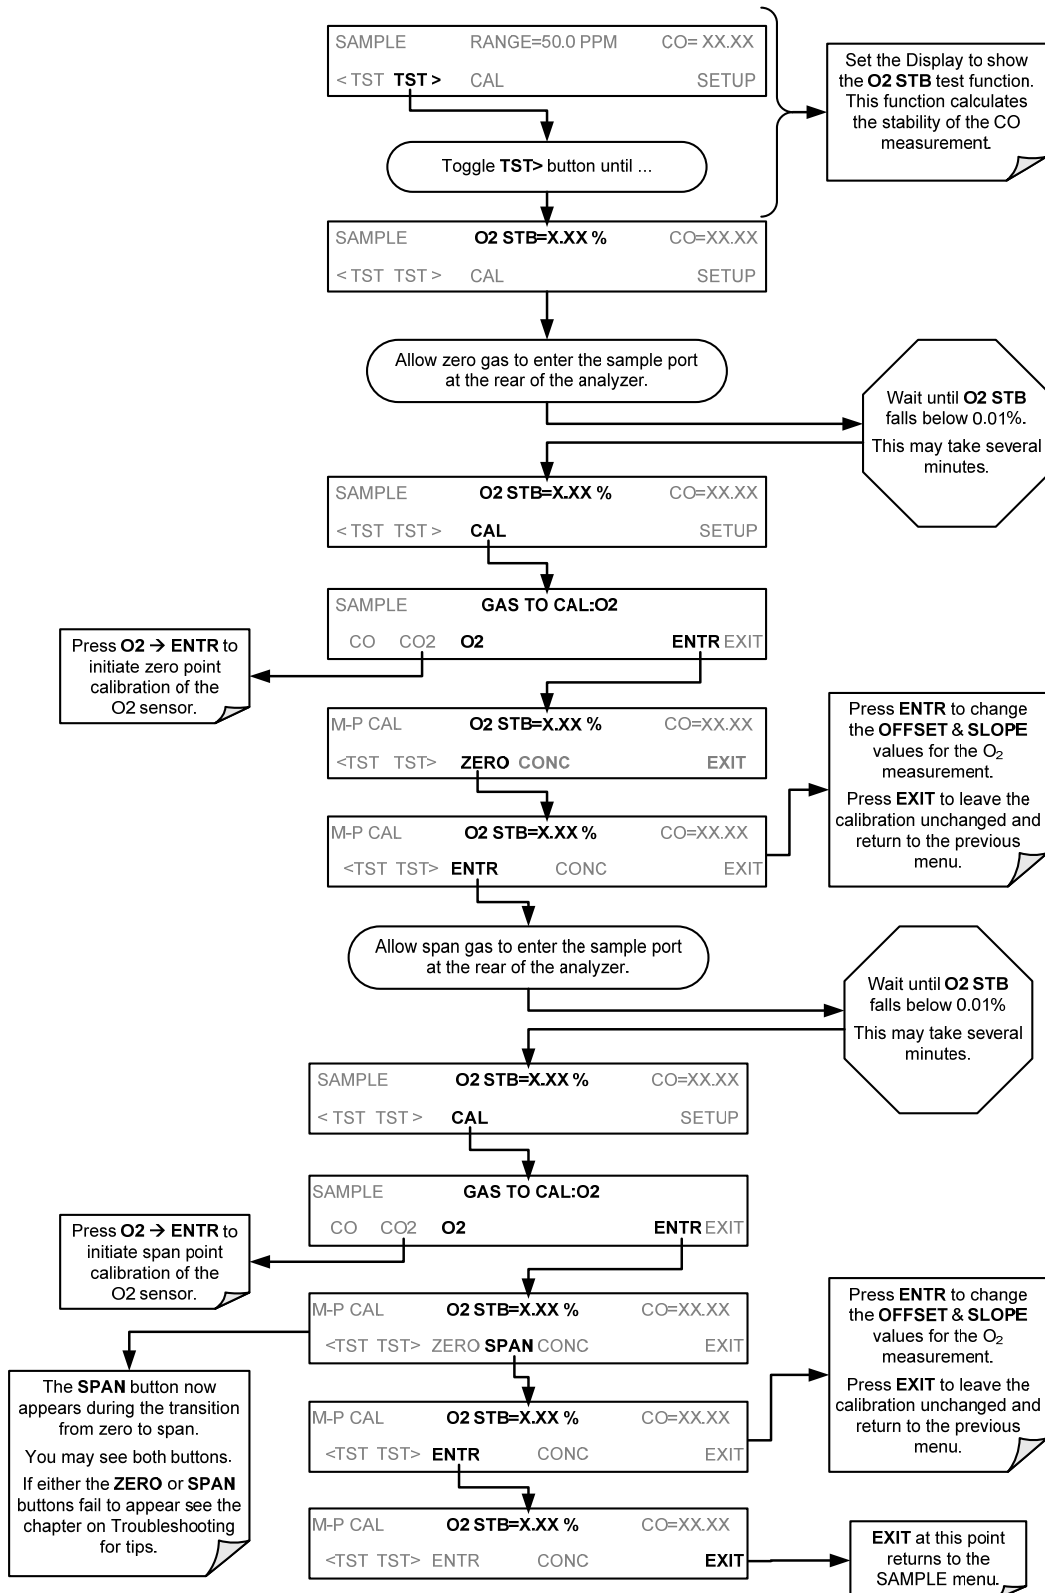 SAMPLE RANGE=50.0 PPM CO= XX.XX
< TST TST > CAL SETUP
Set the Display to show
the O2 STB test function.
This function calculates
the stability of the CO
measurement.
Toggle TST> button until ...
SAMPLE O2 STB=X.XX % CO=XX.XX
< TST TST > CAL SETUP
Allow zero gas to enter the sample port
at the rear of the analyzer.
Wait until O2 STB
falls below 0.01%.
This may take several
minutes.
SAMPLE O2 STB=X.XX % CO=XX.XX
< TST TST > CAL SETUP
SAMPLE GAS TO CAL:O2
CO CO2 O2 ENTR EXIT
Press O2 → ENTR to
initiate zero point
calibration of the
O2 sensor.
M-P CAL O2 STB=X.XX % CO=XX.XX
<TST TST> ZERO CONC EXIT
M-P CAL O2 STB=X.XX % CO=XX.XX
<TST TST> ENTR CONC EXIT
Press ENTR to change
the OFFSET & SLOPE
values for the O₂
measurement.
Press EXIT to leave the
calibration unchanged and
return to the previous
menu.
Allow span gas to enter the sample port
at the rear of the analyzer.
Wait until O2 STB
falls below 0.01%
This may take several
minutes.
SAMPLE O2 STB=X.XX % CO=XX.XX
< TST TST > CAL SETUP
SAMPLE GAS TO CAL:O2
CO CO2 O2 ENTR EXIT
Press O2 → ENTR to
initiate span point
calibration of the
O2 sensor.
M-P CAL O2 STB=X.XX % CO=XX.XX
<TST TST> ZERO SPAN CONC EXIT
The SPAN button now
appears during the transition
from zero to span.
You may see both buttons.
If either the ZERO or SPAN
buttons fail to appear see the
chapter on Troubleshooting
for tips.
M-P CAL O2 STB=X.XX % CO=XX.XX
<TST TST> ENTR CONC EXIT
Press ENTR to change
the OFFSET & SLOPE
values for the O₂
measurement.
Press EXIT to leave the
calibration unchanged and
return to the previous
menu.
M-P CAL O2 STB=X.XX % CO=XX.XX
<TST TST> ENTR CONC EXIT
EXIT at this point
returns to the
SAMPLE menu.